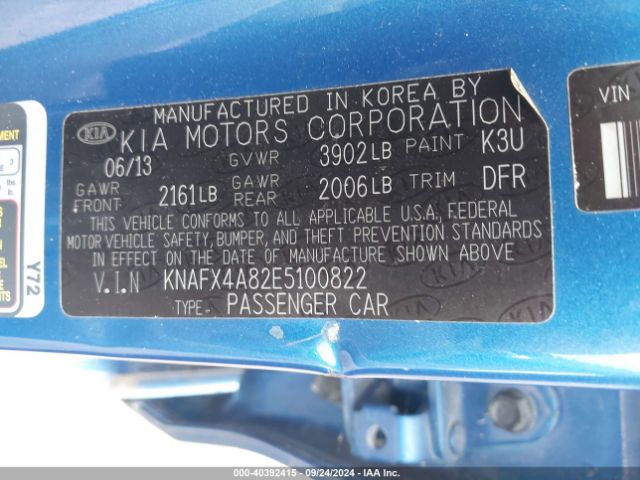 MANUFACTURED IN KOREA BY
KIA KIA MOTORS CORPORATION
06/13 GVWR 3902LB PAINT K3U
GAWR FRONT 2161LB GAWR REAR 2006LB TRIM DFR
THIS VEHICLE CONFORMS TO ALL APPLICABLE U.S.A. FEDERAL
MOTOR VEHICLE SAFETY, BUMPER, AND THEFT PREVENTION STANDARDS
IN EFFECT ON THE DATE OF MANUFACTURE SHOWN ABOVE
V.I.N KNAFX4A82E5100822
TYPE: PASSENGER CAR
Y72
VIN
000-40392415 - 09/24/2024 - IAA Inc.